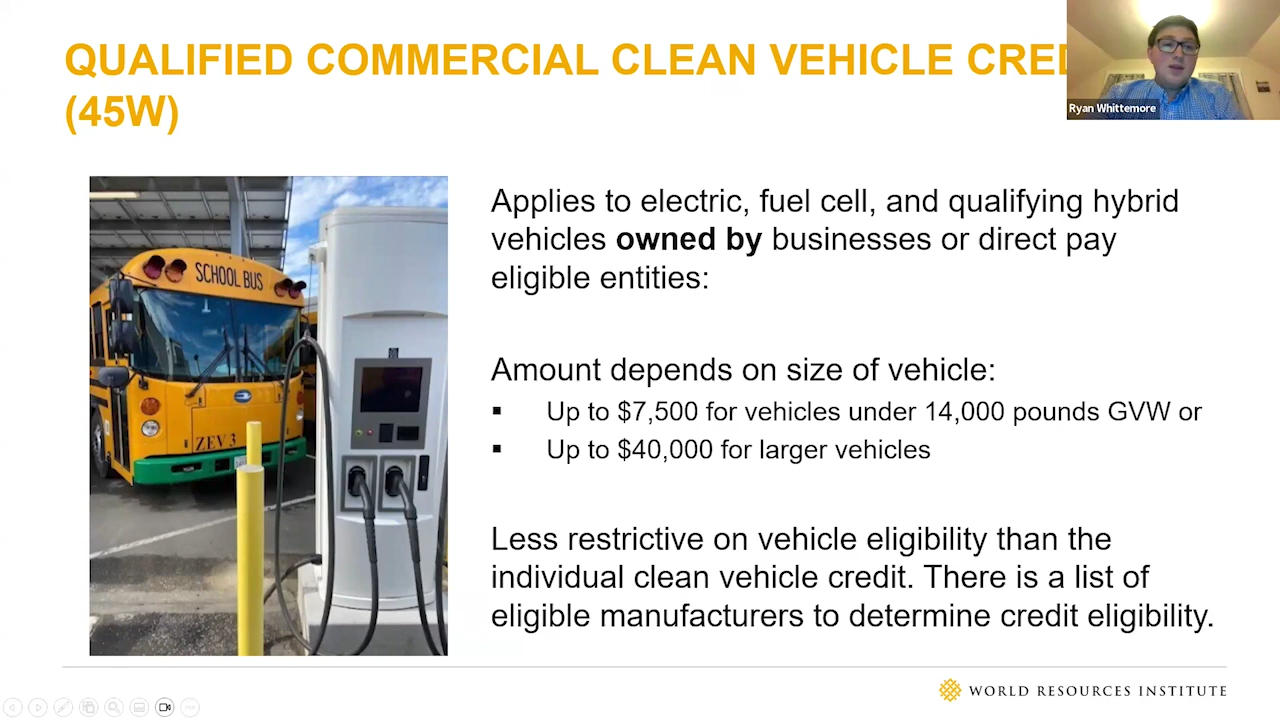 QUALIFIED COMMERCIAL CLEAN VEHICLE
(45W)
Ryan Whittemore
SCHOOL BUS
ZEV 3
Applies to electric, fuel cell, and qualifying hybrid
vehicles owned by businesses or direct pay
eligible entities:
Amount depends on size of vehicle:
▪ Up to $7,500 for vehicles under 14,000 pounds GVW or
▪ Up to $40,000 for larger vehicles
Less restrictive on vehicle eligibility than the
individual clean vehicle credit. There is a list of
eligible manufacturers to determine credit eligibility.
WORLD RESOURCES INSTITUTE